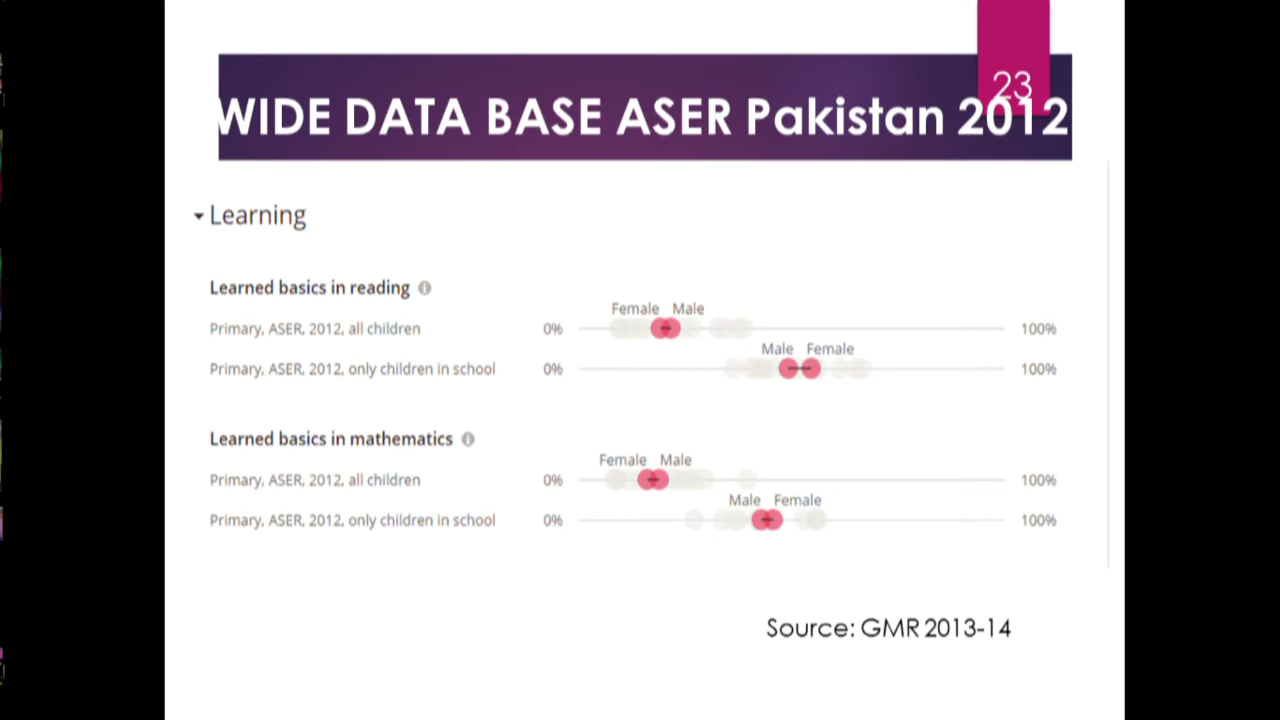 23
WIDE DATA BASE ASER Pakistan 2012
Learning
Learned basics in reading
Female Male
Primary, ASER, 2012, all children 0% 100%
Male Female
Primary, ASER, 2012, only children in school 0% 100%
Learned basics in mathematics
Female Male
Primary, ASER, 2012, all children 0% 100%
Male Female
Primary, ASER, 2012, only children in school 0% 100%
Source: GMR 2013-14